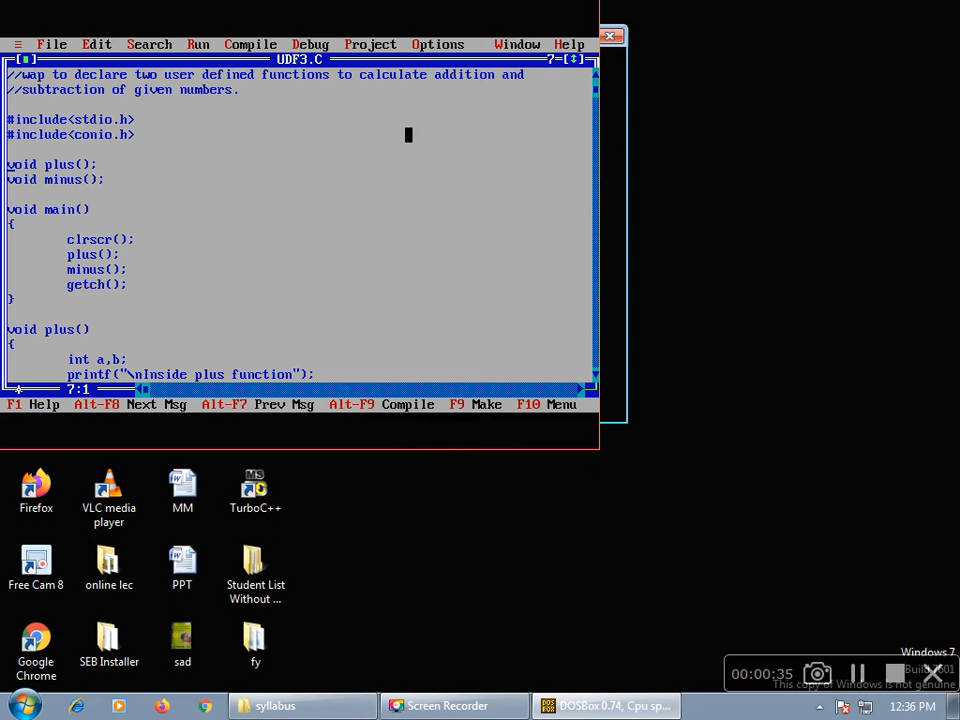 ≡ File Edit Search Run Compile Debug Project Options Window Help
UDF3.C
7
//wap to declare two user defined functions to calculate addition and
//subtraction of given numbers.
#include<stdio.h>
#include<conio.h>
void plus();
void minus();
void main()
{
clrscr();
plus();
minus();
getch();
}
void plus()
{
int a,b;
printf("\nInside plus function");
7:1
F1 Help Alt-F8 Next Msg Alt-F7 Prev Msg Alt-F9 Compile F9 Make F10 Menu
Firefox
VLC media
player
MM
TurboC++
Free Cam 8
online lec
PPT
Student List
Without ...
Google
Chrome
SEB Installer
sad
fy
Windows 7
Build 7601
This copy of Windows is not genuine
00:00:35
syllabus
Screen Recorder
DOSBox 0.74, Cpu sp...
12:36 PM